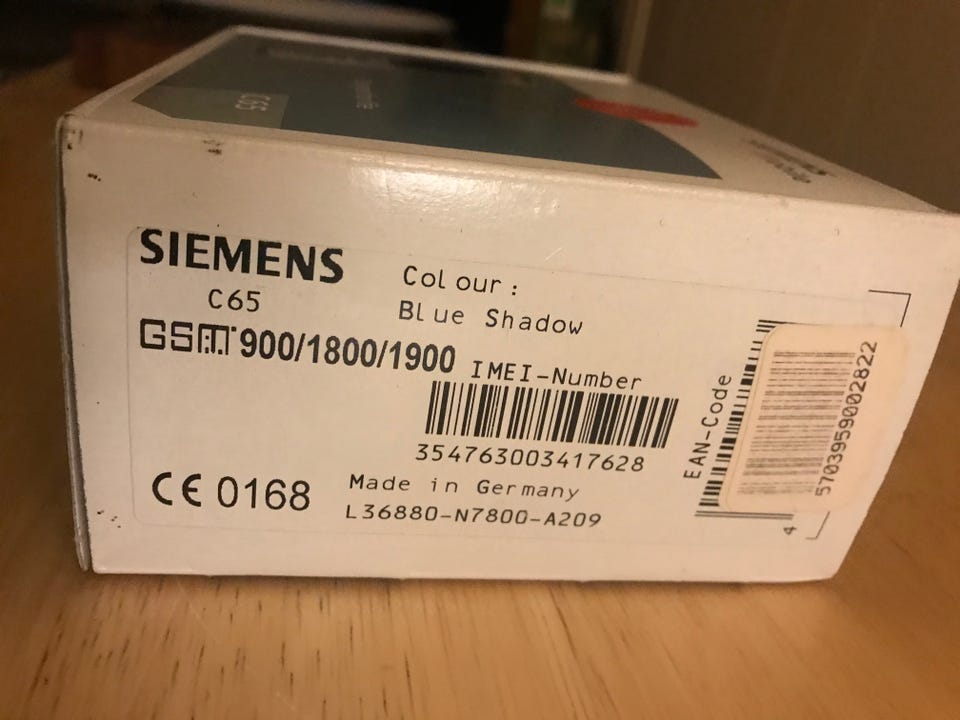 C65
SIEMENS
C65
GSM 900/1800/1900
Colour:
Blue Shadow
IMEI-Number
354763003417628
CE 0168
Made in Germany
L36880-N7800-A209
EAN-Code
4
5703959002822